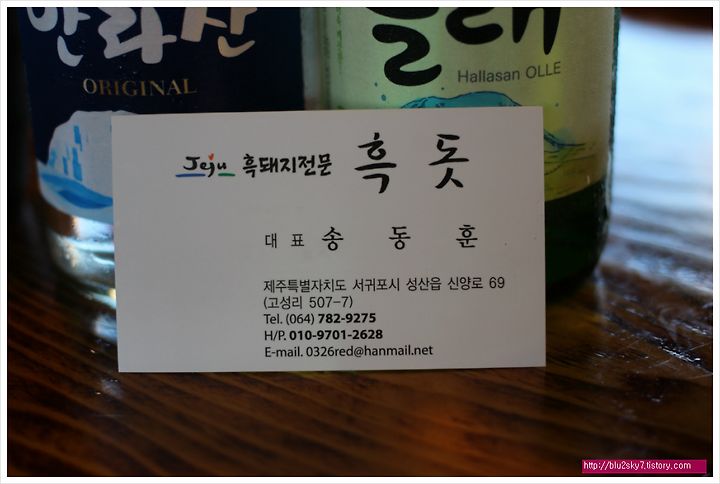 한라산
ORIGINAL
올래
Hallasan OLLE
Jeju 흑돼지전문 흑돗
대표 송동훈
제주특별자치도 서귀포시 성산읍 신양로 69
(고성리 507-7)
Tel. (064) 782-9275
H/P. 010-9701-2628
E-mail. 0326red@hanmail.net
http://blu2sky7.tistory.com